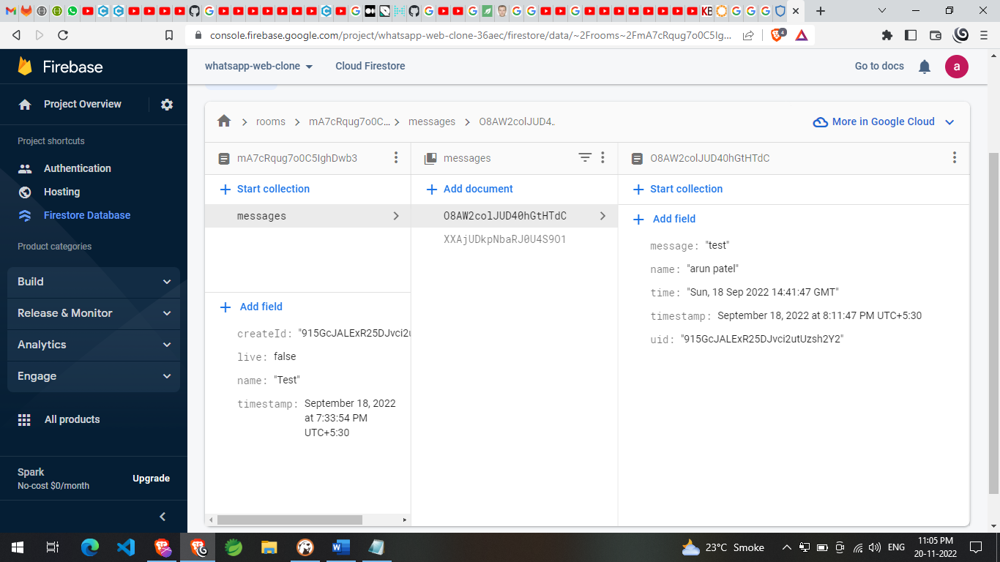 console.firebase.google.com/project/whatsapp-web-clone-36aec/firestore/data/~2Frooms~2FmA7cRqug7o0C5Ig...
4
KB
Firebase
whatsapp-web-clone
Cloud Firestore
Go to docs
a
Project Overview
Project shortcuts
Authentication
Hosting
Firestore Database
Product categories
Build
Release & Monitor
Analytics
Engage
All products
Spark
No-cost $0/month
Upgrade
rooms
mA7cRqug7o0C...
messages
O8AW2colJUD4..
More in Google Cloud
mA7cRqug7o0C5IghDwb3
messages
O8AW2colJUD40hGtHTdC
Start collection
Add document
Start collection
messages
O8AW2colJUD40hGtHTdC
XXAjUDkpNbaRJ0U4S9O1
Add field
message: "test"
name: "arun patel"
time: "Sun, 18 Sep 2022 14:41:47 GMT"
timestamp: September 18, 2022 at 8:11:47 PM UTC+5:30
uid: "915GcJALExR25DJvci2utUzsh2Y2"
Add field
createId: "915GcJALExR25DJvci2u
live: false
name: "Test"
timestamp: September 18, 2022
at 7:33:54 PM
UTC+5:30
23°C Smoke
ENG
11:05 PM
20-11-2022